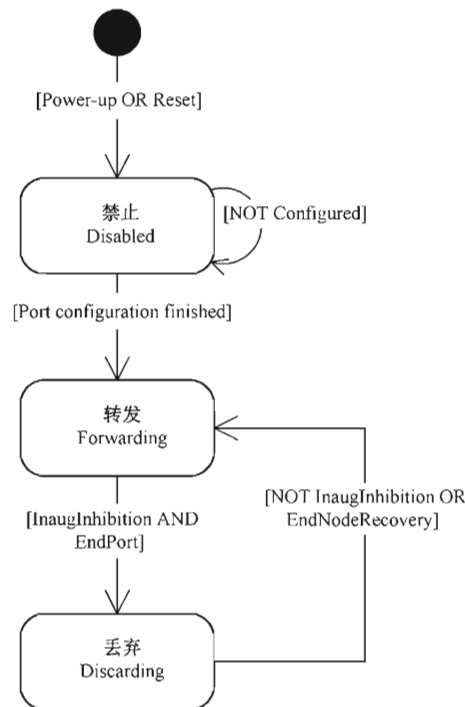 [Power-up OR Reset]
禁止
Disabled
[NOT Configured]
[Port configuration finished]
转发
Forwarding
[InaugInhibition AND
EndPort]
[NOT InaugInhibition OR
EndNodeRecovery]
丢弃
Discarding